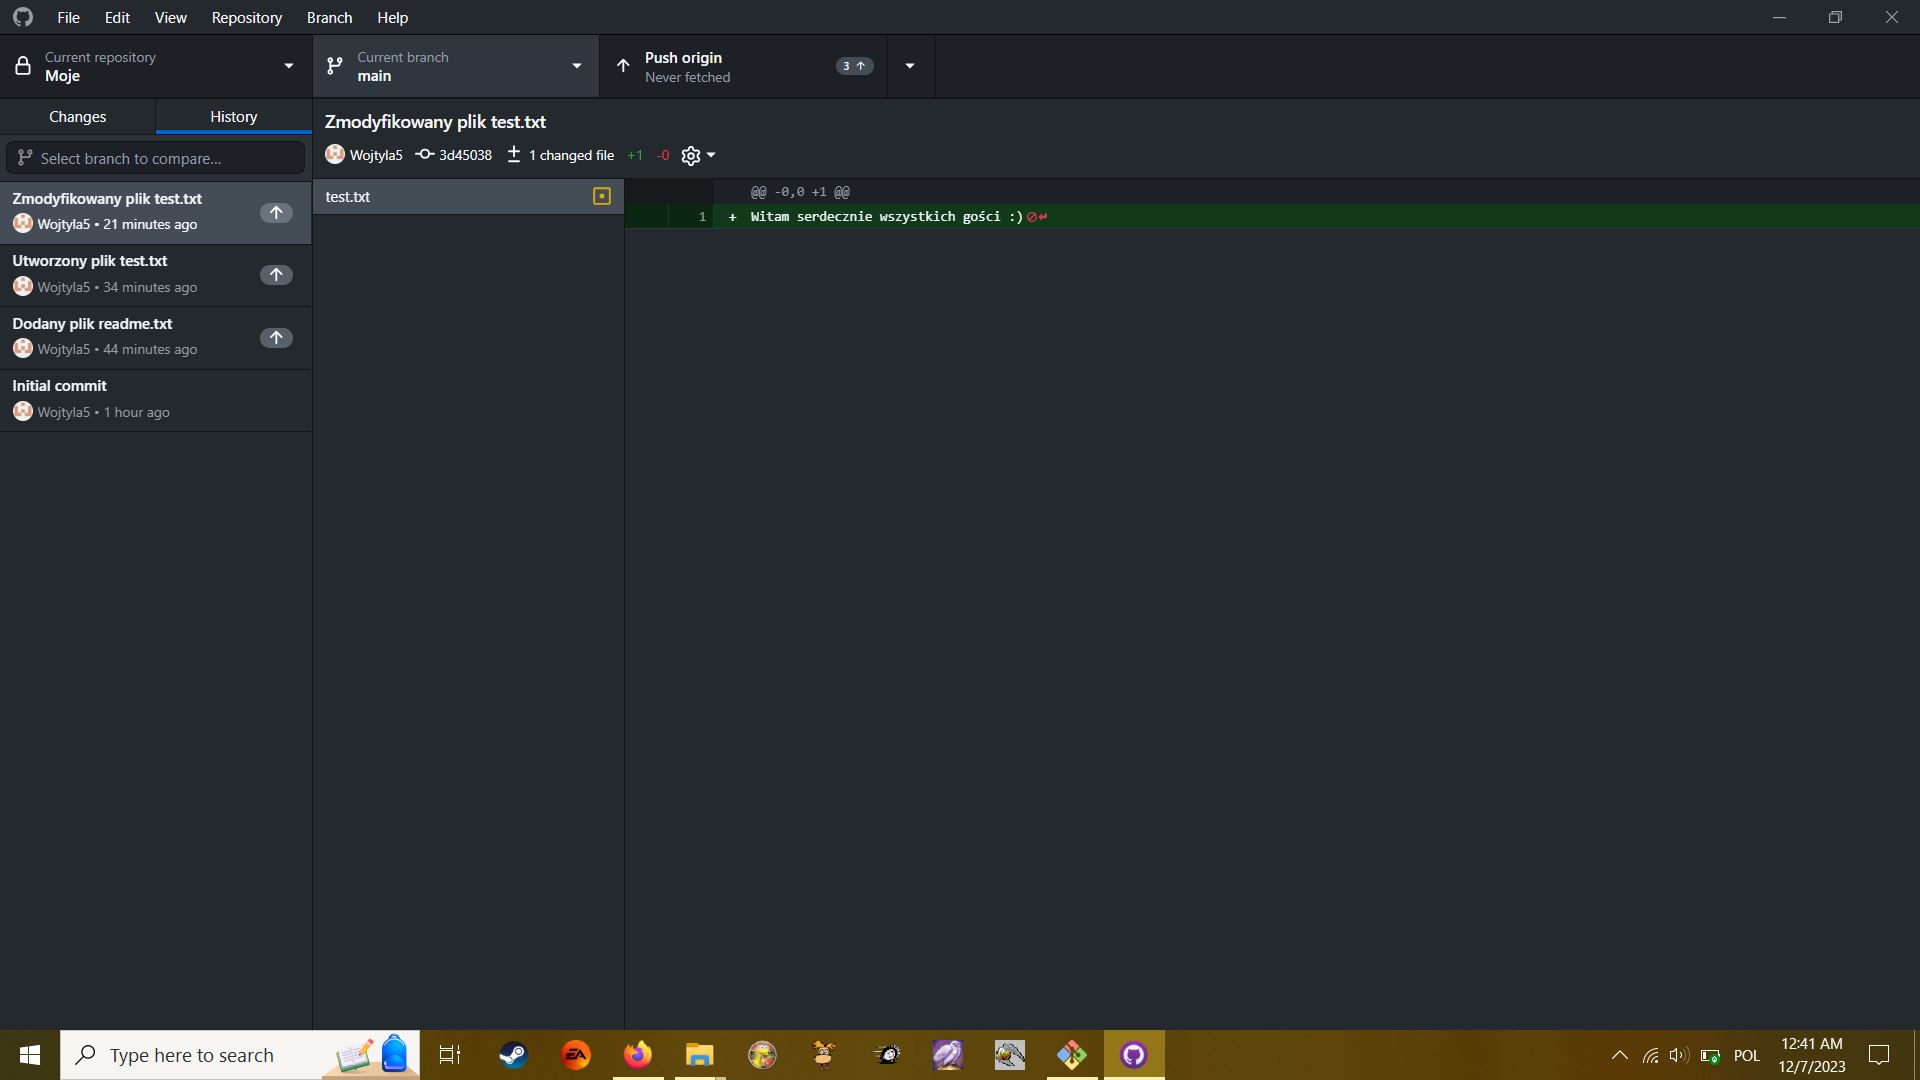 File Edit View Repository Branch Help
Current repository
Moje
Current branch
main
Push origin
Never fetched
3
Changes History
Select branch to compare...
Zmodyfikowany plik test.txt
Wojtyla5 • 21 minutes ago
Utworzony plik test.txt
Wojtyla5 • 34 minutes ago
Dodany plik readme.txt
Wojtyla5 • 44 minutes ago
Initial commit
Wojtyla5 • 1 hour ago
Zmodyfikowany plik test.txt
Wojtyla5 3d45038 1 changed file +1 -0
test.txt
@@ -0,0 +1 @@
1 + Witam serdecznie wszystkich gości :)
Type here to search
EA
POL
12:41 AM
12/7/2023